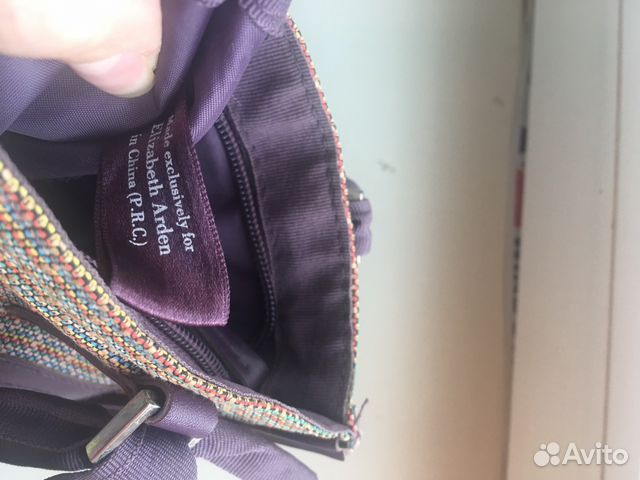 Made exclusively for
Elizabeth Arden
in China (P.R.C.)
Avito